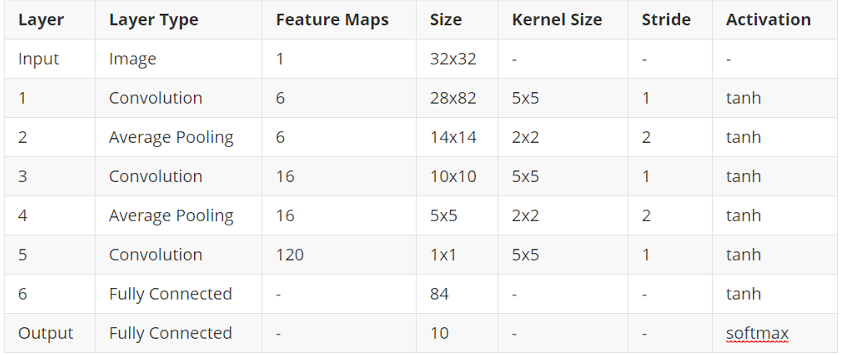 Layer Layer Type Feature Maps Size Kernel Size Stride Activation
Input Image 1 32x32 - - -
1 Convolution 6 28x82 5x5 1 tanh
2 Average Pooling 6 14x14 2x2 2 tanh
3 Convolution 16 10x10 5x5 1 tanh
4 Average Pooling 16 5x5 2x2 2 tanh
5 Convolution 120 1x1 5x5 1 tanh
6 Fully Connected - 84 - - tanh
Output Fully Connected - 10 - - softmax